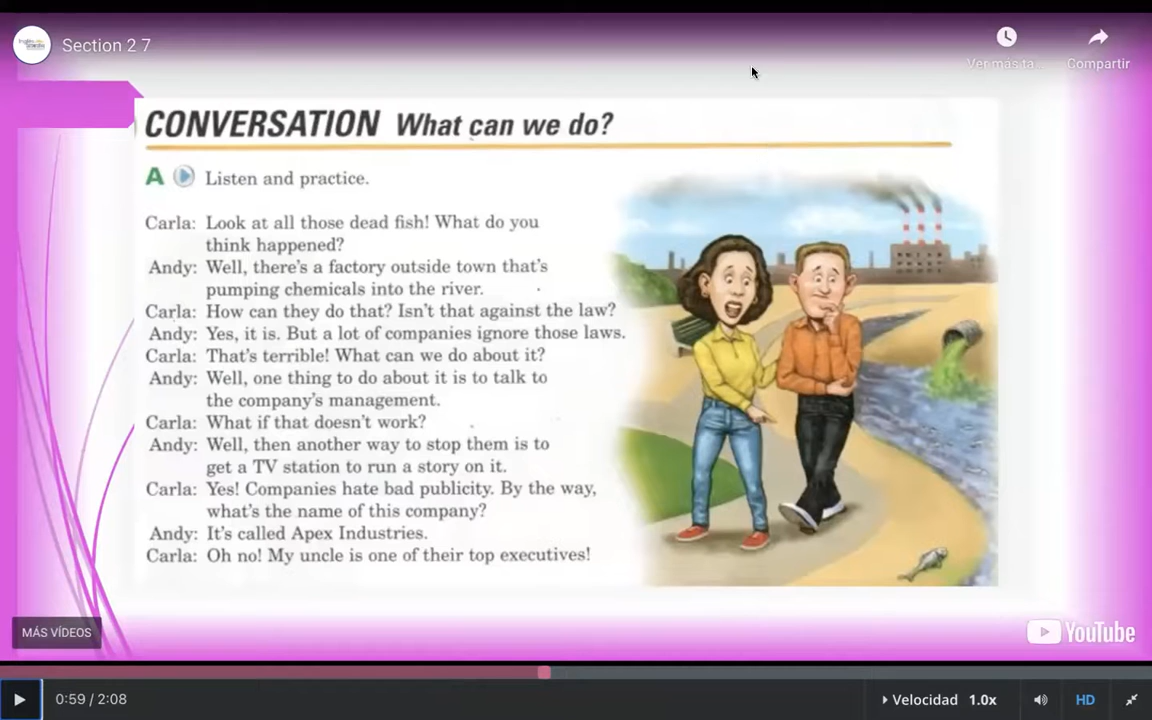 Section 2 7
Ver más ta...
Compartir
CONVERSATION What can we do?
A Listen and practice.
Carla: Look at all those dead fish! What do you
think happened?
Andy: Well, there's a factory outside town that's
pumping chemicals into the river.
Carla: How can they do that? Isn't that against the law?
Andy: Yes, it is. But a lot of companies ignore those laws.
Carla: That's terrible! What can we do about it?
Andy: Well, one thing to do about it is to talk to
the company's management.
Carla: What if that doesn't work?
Andy: Well, then another way to stop them is to
get a TV station to run a story on it.
Carla: Yes! Companies hate bad publicity. By the way,
what's the name of this company?
Andy: It's called Apex Industries.
Carla: Oh no! My uncle is one of their top executives!
MÁS VÍDEOS
YouTube
0:59 / 2:08
Velocidad 1.0x
HD